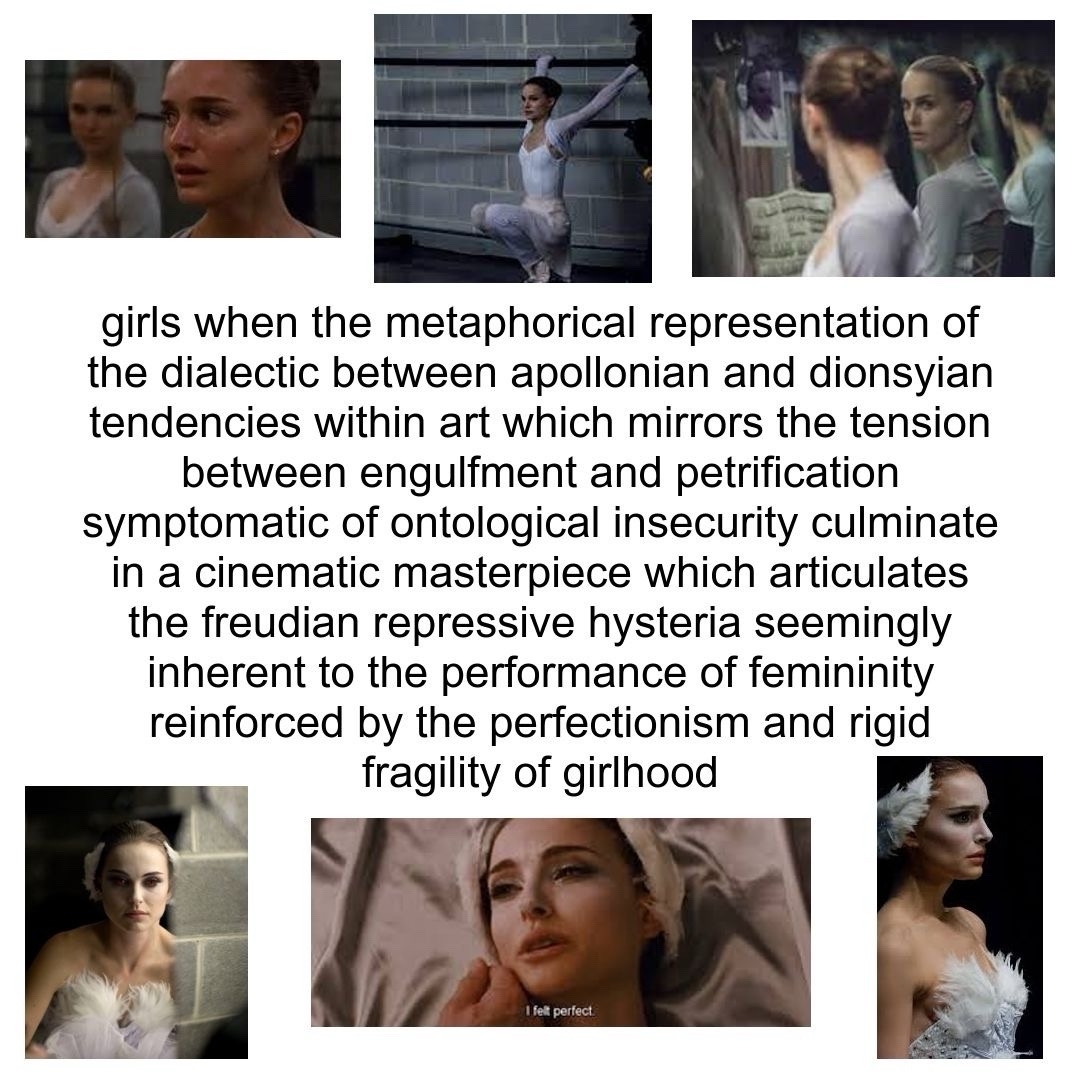 girls when the metaphorical representation of
the dialectic between apollonian and dionsyian
tendencies within art which mirrors the tension
between engulfment and petrification
symptomatic of ontological insecurity culminate
in a cinematic masterpiece which articulates
the freudian repressive hysteria seemingly
inherent to the performance of femininity
reinforced by the perfectionism and rigid
fragility of girlhood
I felt perfect.